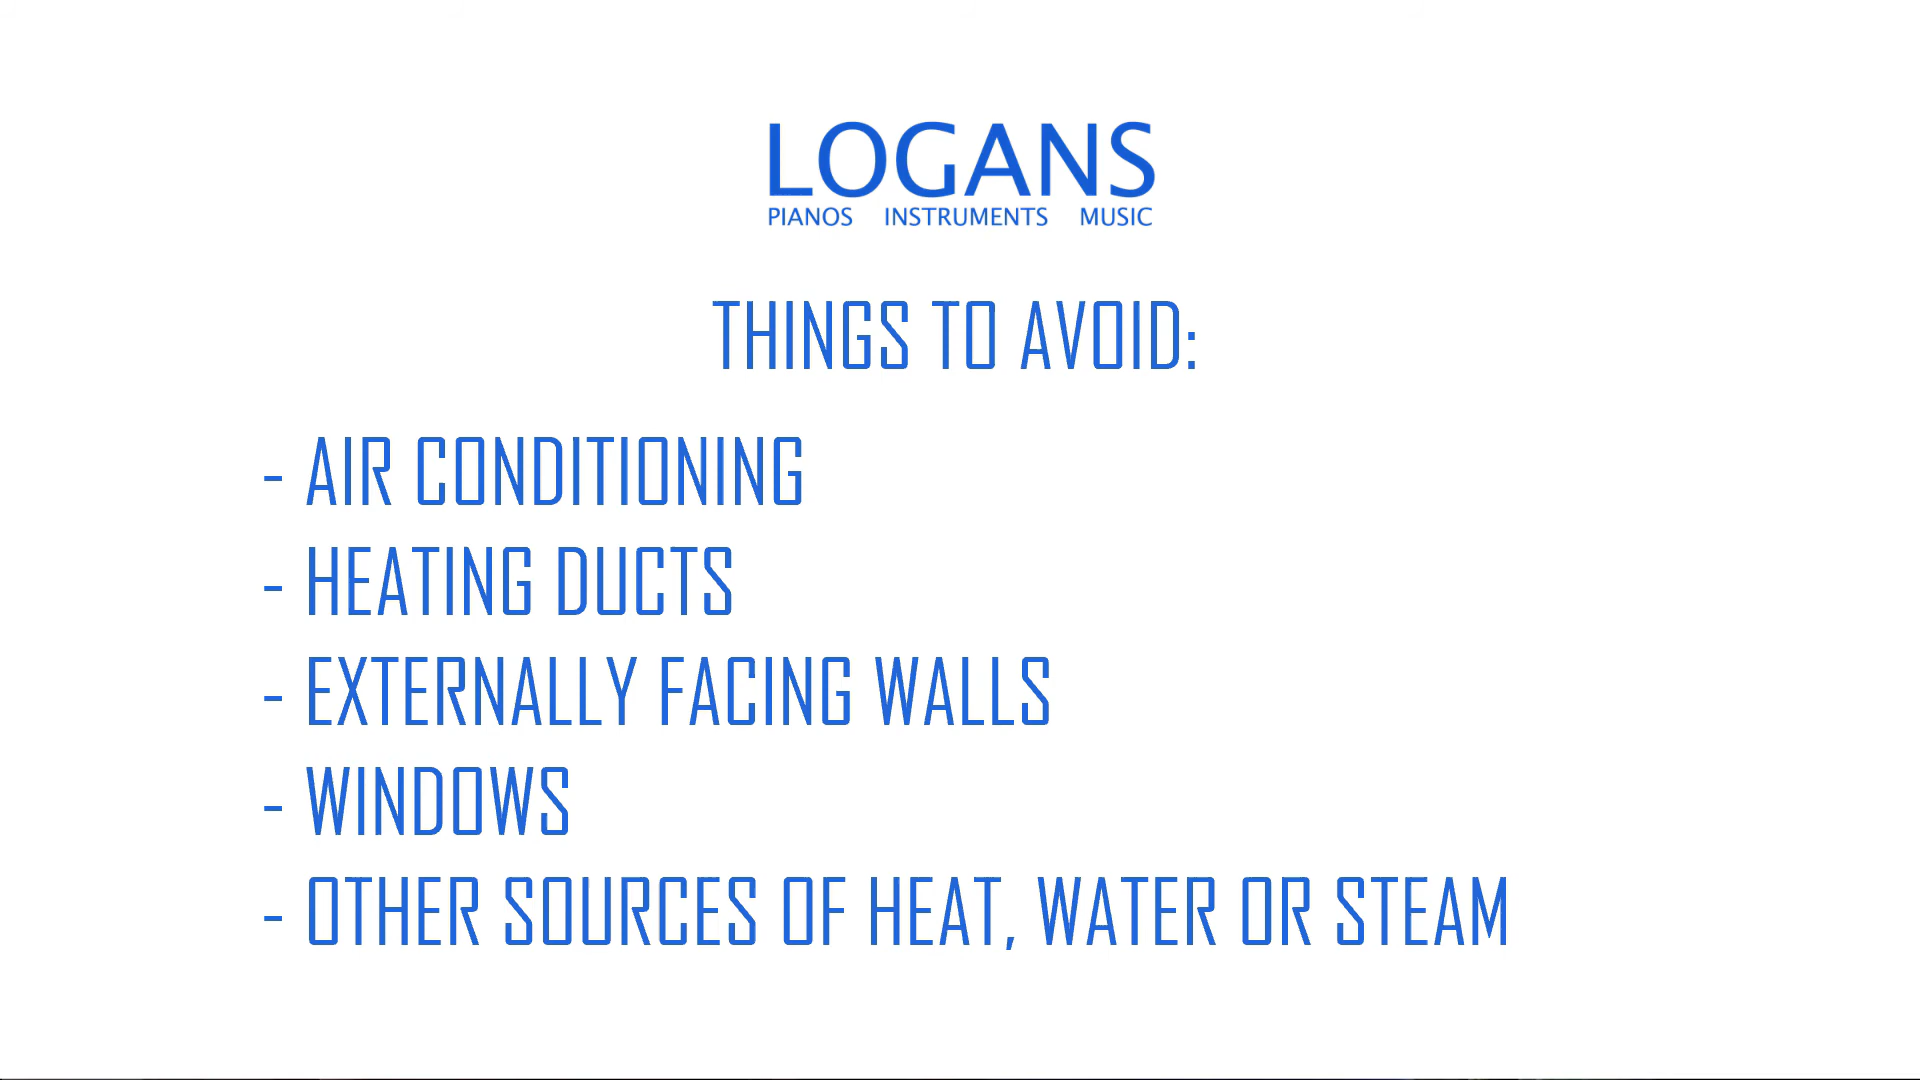 LOGANS
PIANOS INSTRUMENTS MUSIC
THINGS TO AVOID:
- AIR CONDITIONING
- HEATING DUCTS
- EXTERNALLY FACING WALLS
- WINDOWS
- OTHER SOURCES OF HEAT, WATER OR STEAM